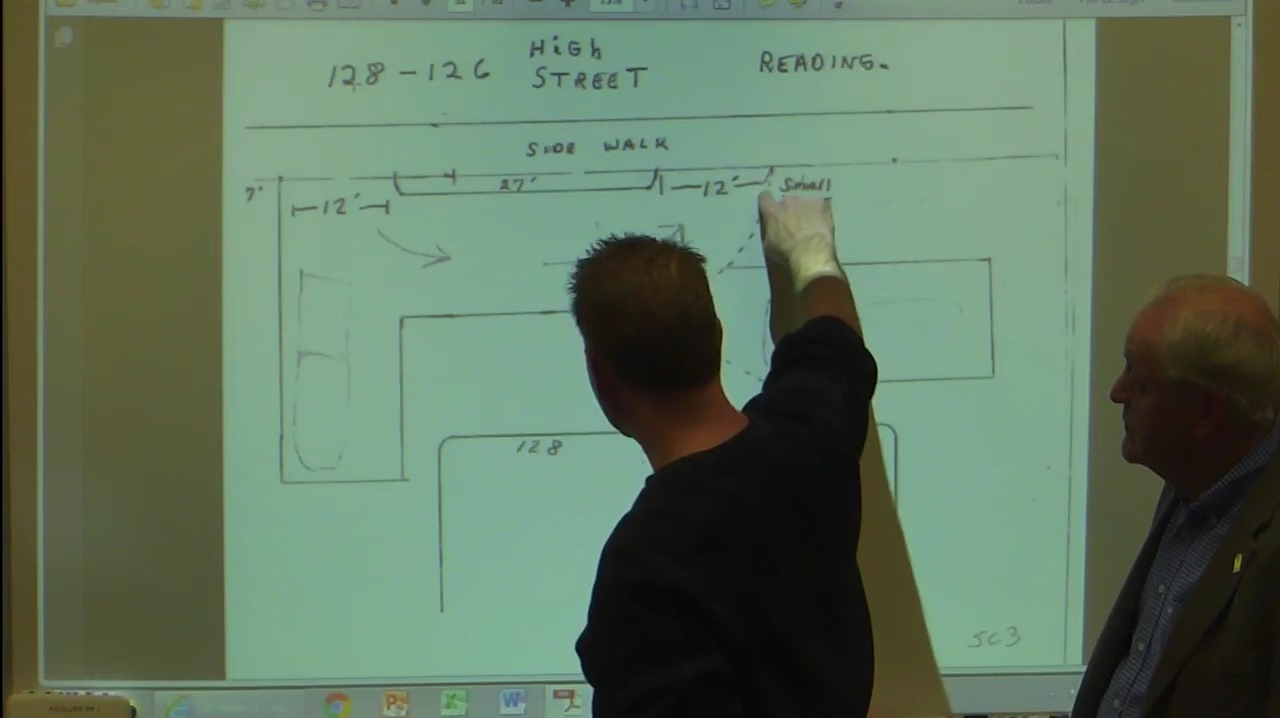 HiGh
128-126 STREET READING.
SIDE WALK
7' 27' 12' Small
12'
128
SC3